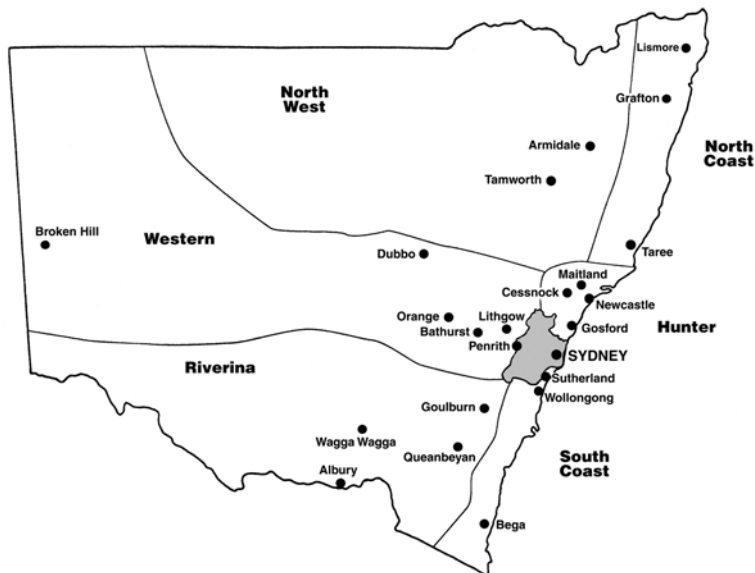 Lismore
North
West
Grafton
Armidale
North
Coast
Tamworth
Broken Hill
Western
Dubbo
Taree
Maitland
Cessnock
Newcastle
Orange
Lithgow
Bathurst
Gosford
Hunter
Penrith
SYDNEY
Riverina
Sutherland
Wollongong
Goulburn
Wagga Wagga
Queanbeyan
South
Coast
Albury
Bega